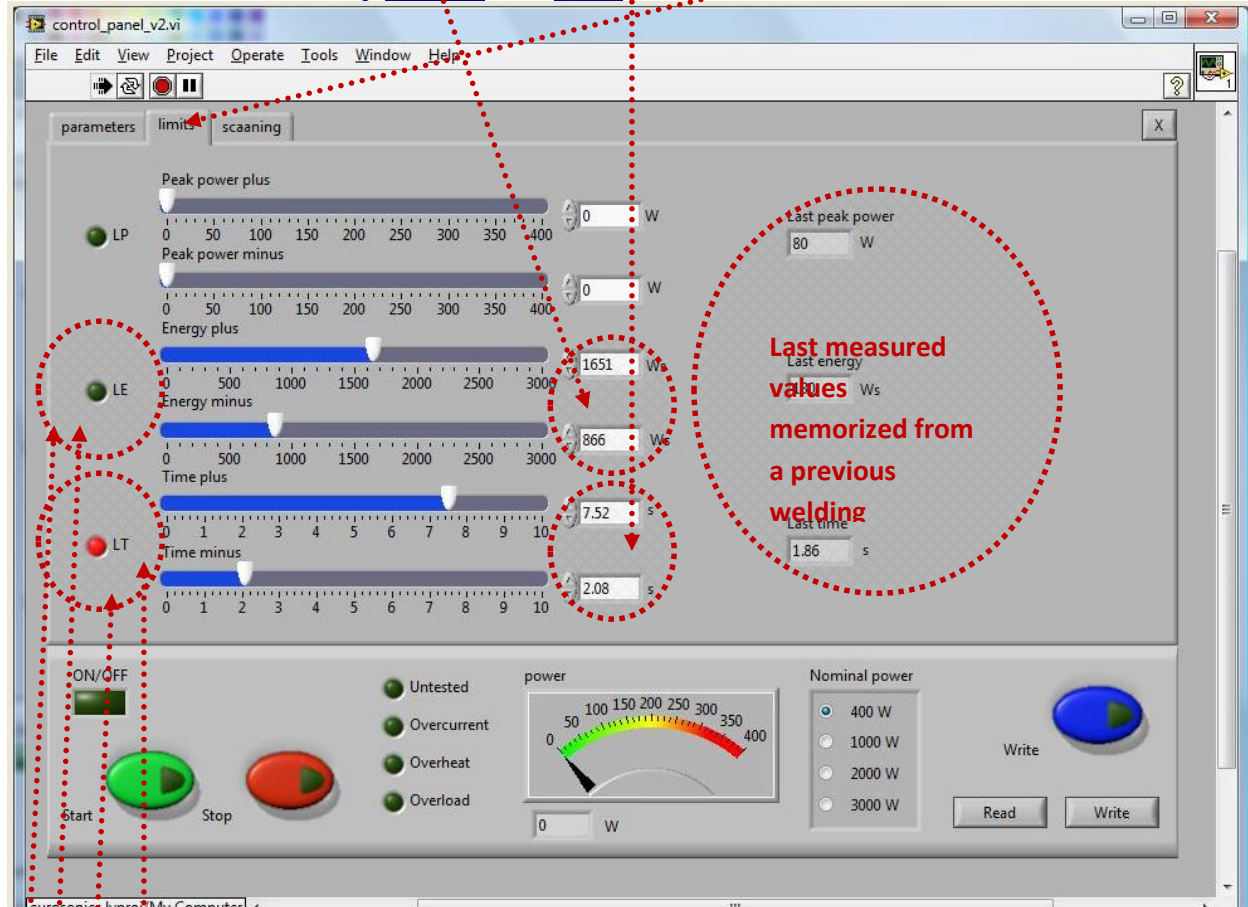 control_panel_v2.vi
File Edit View Project Operate Tools Window Help
1
parameters limits scaaning X
Peak power plus
0 W
LP
0 50 100 150 200 250 300 350 400
Last peak power
80 W
Peak power minus
0 W
0 50 100 150 200 250 300 350 400
Energy plus
1651 Ws
0 500 1000 1500 2000 2500 3000
LE
Energy minus
866 Ws
0 500 1000 1500 2000 2500 3000
Last energy
Ws
Last measured
values
memorized from
a previous
welding
Time plus
7.52 s
0 1 2 3 4 5 6 7 8 9 10
LT
Time minus
2.08 s
0 1 2 3 4 5 6 7 8 9 10
Last time
1.86 s
ON/OFF
Start Stop
Untested
Overcurrent
Overheat
Overload
power
0 50 100 150 200 250 300 350 400
0 W
Nominal power
400 W
1000 W
2000 W
3000 W
Write
Read Write